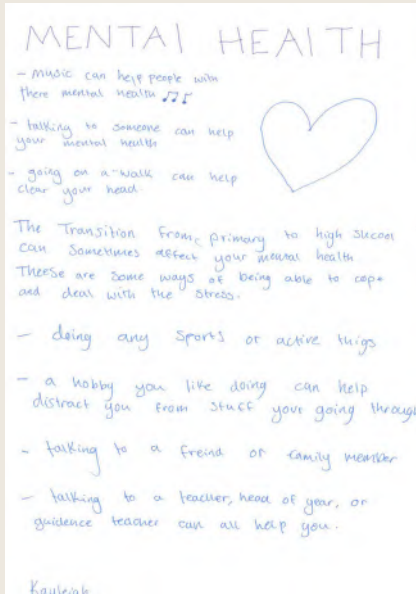 MENTAl HEALTH
- Music can help people with
there mental health
- talking to someone can help
your mental health
- going on a walk can help
clear your head.
The Transition from primary to high shcool
can sometimes affect your mental health
Theese are some ways of being able to cope
and deal with the stress.
- doing any sports or active thigs
- a hobby you like doing can help
distract you from stuff your going through
- talking to a freind or family member
- talking to a teacher, head of year, or
guidence teacher can all help you.
Kayleigh